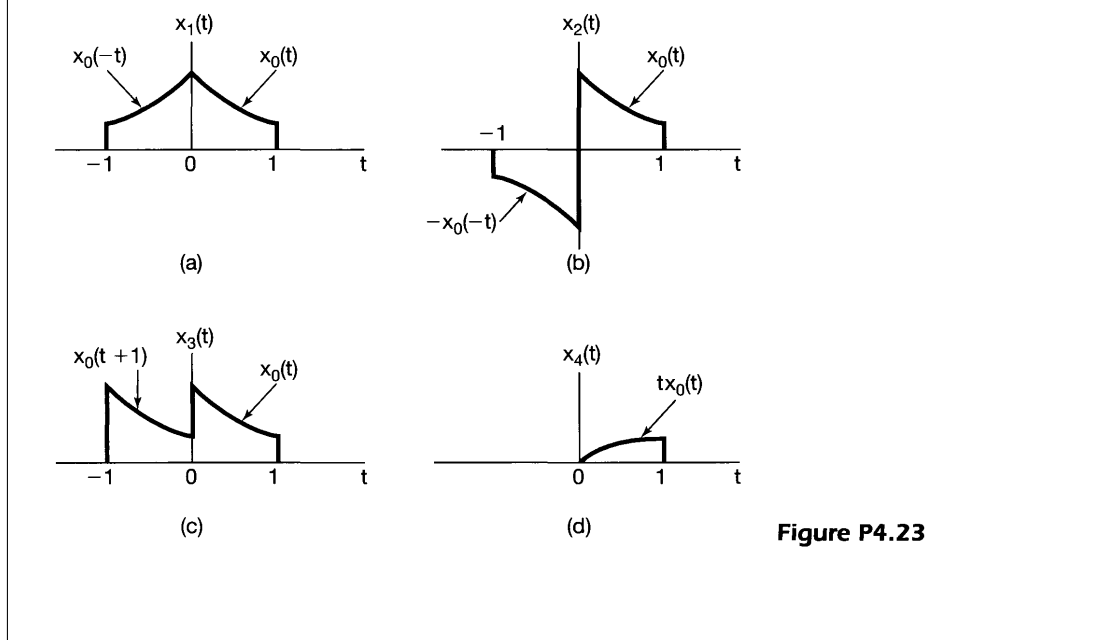 x₁(t)
x₀(−t)
x₀(t)
−1
0
1
t
(a)
x₂(t)
x₀(t)
−1
1
t
−x₀(−t)
(b)
x₃(t)
x₀(t +1)
x₀(t)
−1
0
1
t
(c)
x₄(t)
tx₀(t)
0
1
t
(d)
Figure P4.23